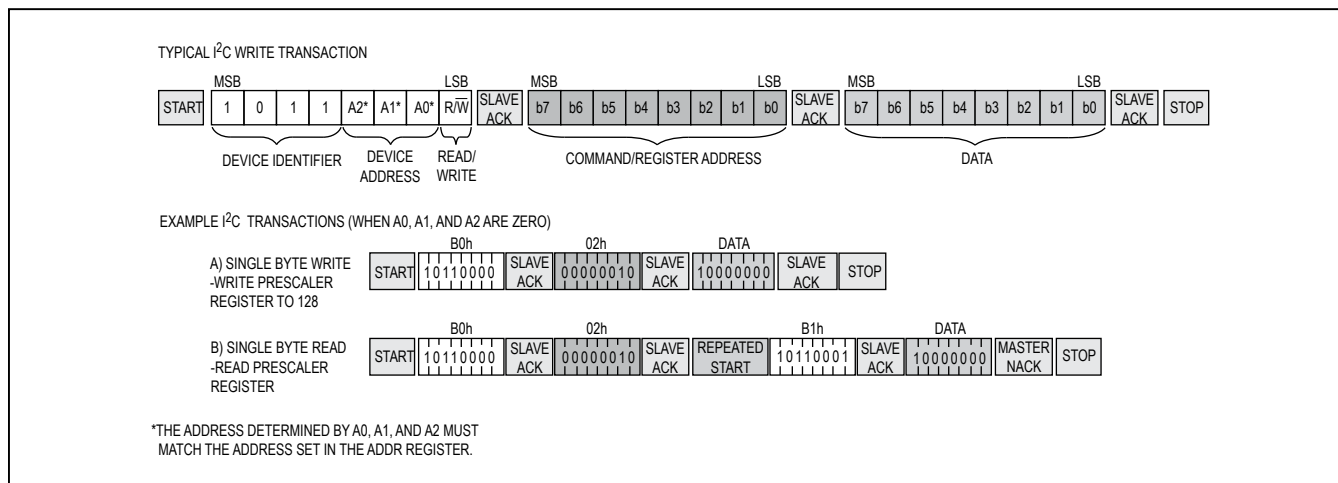 TYPICAL I2C WRITE TRANSACTION
MSB LSB MSB LSB MSB LSB
START 1 0 1 1 A2* A1* A0* R/W̅ SLAVE ACK b7 b6 b5 b4 b3 b2 b1 b0 SLAVE ACK b7 b6 b5 b4 b3 b2 b1 b0 SLAVE ACK STOP
DEVICE IDENTIFIER DEVICE ADDRESS READ/WRITE COMMAND/REGISTER ADDRESS DATA
EXAMPLE I2C TRANSACTIONS (WHEN A0, A1, AND A2 ARE ZERO)
B0h 02h DATA
A) SINGLE BYTE WRITE
-WRITE PRESCALER
REGISTER TO 128
START 10110000 SLAVE ACK 00000010 SLAVE ACK 10000000 SLAVE ACK STOP
B0h 02h B1h DATA
B) SINGLE BYTE READ
-READ PRESCALER
REGISTER
START 10110000 SLAVE ACK 00000010 SLAVE ACK REPEATED START 10110001 SLAVE ACK 10000000 MASTER NACK STOP
*THE ADDRESS DETERMINED BY A0, A1, AND A2 MUST
MATCH THE ADDRESS SET IN THE ADDR REGISTER.